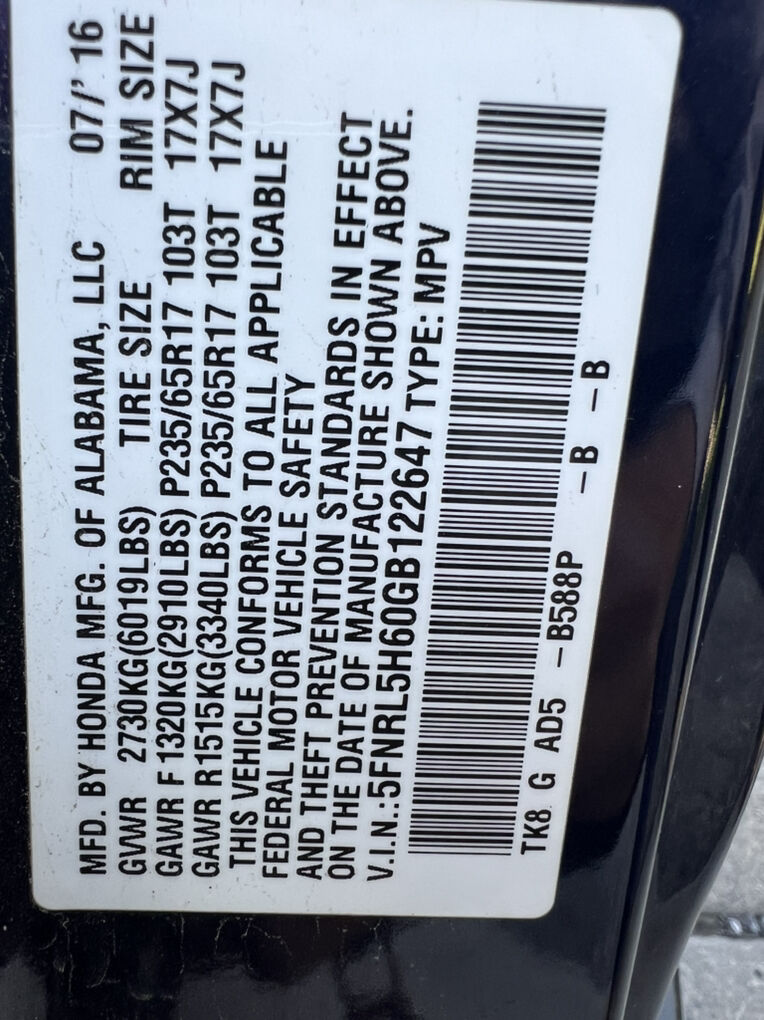 MFD. BY HONDA MFG. OF ALABAMA, LLC 07/' 16
GVWR 2730KG(6019LBS) TIRE SIZE RIM SIZE
GAWR F 1320KG(2910LBS) P235/65R17 103T 17X7J
GAWR R1515KG(3340LBS) P235/65R17 103T 17X7J
THIS VEHICLE CONFORMS TO ALL APPLICABLE
FEDERAL MOTOR VEHICLE SAFETY
AND THEFT PREVENTION STANDARDS IN EFFECT
ON THE DATE OF MANUFACTURE SHOWN ABOVE.
V.I.N.:5FNRL5H60GB122647 TYPE: MPV
TK8 G AD5 –B588P –B –B